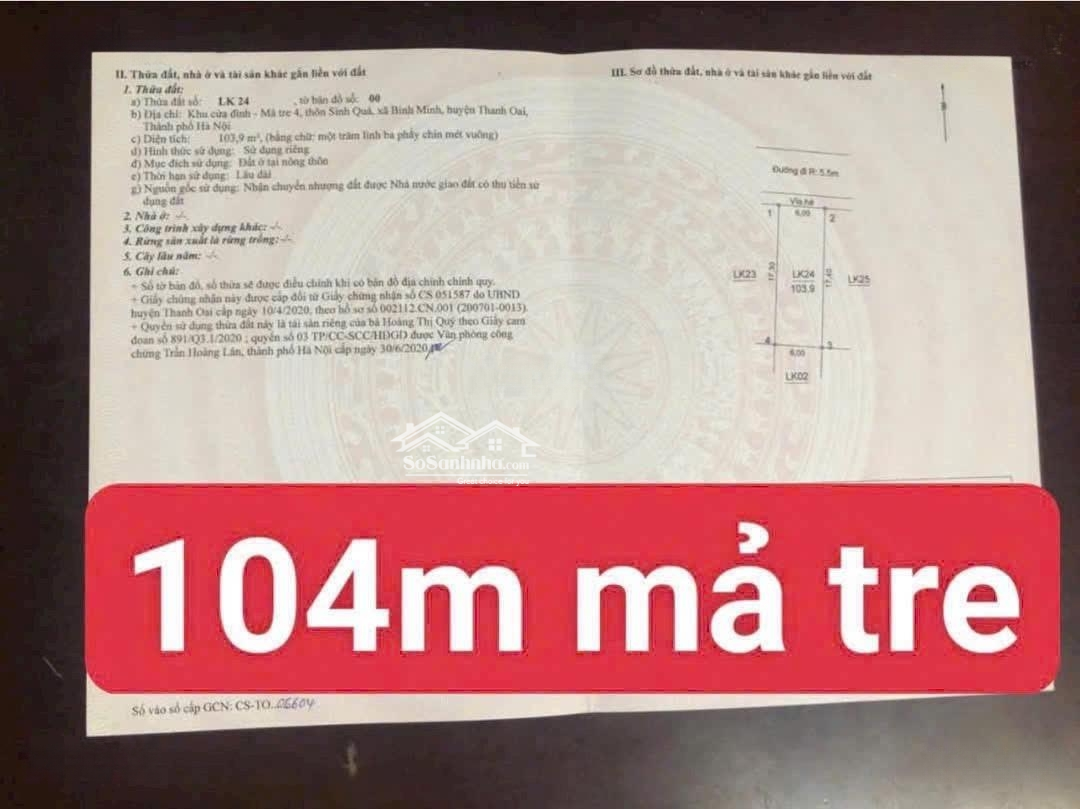 II. Thửa đất, nhà ở và tài sản khác gắn liền với đất
1. Thửa đất:
a) Thửa đất số: LK 24 , tờ bản đồ số: 00
b) Địa chỉ: Khu cửa đình - Mả tre 4, thôn Sinh Quả, xã Bình Minh, huyện Thanh Oai,
Thành phố Hà Nội
c) Diện tích: 103,9 m², (bằng chữ: một trăm linh ba phẩy chín mét vuông)
d) Hình thức sử dụng: Sử dụng riêng
đ) Mục đích sử dụng: Đất ở tại nông thôn
e) Thời hạn sử dụng: Lâu dài
g) Nguồn gốc sử dụng: Nhận chuyển nhượng đất được Nhà nước giao đất có thu tiền sử
dụng đất
2. Nhà ở: -/-.
3. Công trình xây dựng khác: -/-.
4. Rừng sản xuất là rừng trồng: -/-.
5. Cây lâu năm: -/-.
6. Ghi chú:
+ Số tờ bản đồ, số thửa sẽ được điều chỉnh khi có bản đồ địa chính chính quy.
+ Giấy chứng nhận này được cấp đổi từ Giấy chứng nhận số CS 051587 do UBND
huyện Thanh Oai cấp ngày 10/4/2020, theo hồ sơ số 002112.CN.001 (200701-0013).
+ Quyền sử dụng thửa đất này là tài sản riêng của bà Hoàng Thị Quý theo Giấy cam
đoan số 891/Q3.1/2020 ; quyển số 03 TP/CC-SCC/HĐGD được Văn phòng công
chứng Trần Hoàng Lân, thành phố Hà Nội cấp ngày 30/6/2020.
III. Sơ đồ thửa đất, nhà ở và tài sản khác gắn liền với đất
B
Đường đi R: 5.5m
Vỉa hè
1 6,00 2
LK23 17,30 LK24 17,40 LK25
103.9
4 6,00 3
LK02
SoSanhnha.com
104m mả tre
Số vào sổ cấp GCN: CS-TO..06604